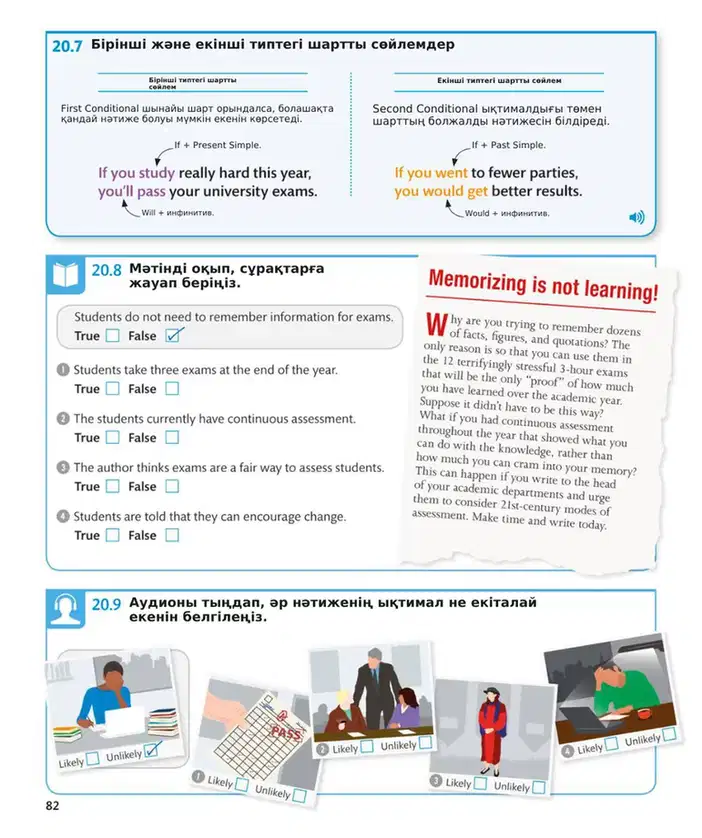 20.7 Бірінші және екінші типтегі шартты сөйлемдер
Бірінші типтегі шартты
сөйлем
First Conditional шынайы шарт орындалса, болашақта
қандай нәтиже болуы мүмкін екенін көрсетеді.
If + Present Simple.
If you study really hard this year,
you'll pass your university exams.
Will + инфинитив.
Екінші типтегі шартты сөйлем
Second Conditional ықтималдығы төмен
шарттың болжалды нәтижесін білдіреді.
If + Past Simple.
If you went to fewer parties,
you would get better results.
Would + инфинитив.
20.8 Мәтінді оқып, сұрақтарға
жауап беріңіз.
Students do not need to remember information for exams.
True False
1 Students take three exams at the end of the year.
True False
2 The students currently have continuous assessment.
True False
3 The author thinks exams are a fair way to assess students.
True False
4 Students are told that they can encourage change.
True False
Memorizing is not learning!
Why are you trying to remember dozens
of facts, figures, and quotations? The
only reason is so that you can use them in
the 12 terrifyingly stressful 3-hour exams
that will be the only “proof” of how much
you have learned over the academic year.
Suppose it didn't have to be this way?
What if you had continuous assessment
throughout the year that showed what you
can do with the knowledge, rather than
how much you can cram into your memory?
This can happen if you write to the head
of your academic departments and urge
them to consider 21st-century modes of
assessment. Make time and write today.
20.9 Аудионы тыңдап, әр нәтиженің ықтимал не екіталай
екенін белгілеңіз.
Likely Unlikely
PASS
1 Likely Unlikely
2 Likely Unlikely
3 Likely Unlikely
4 Likely Unlikely
82